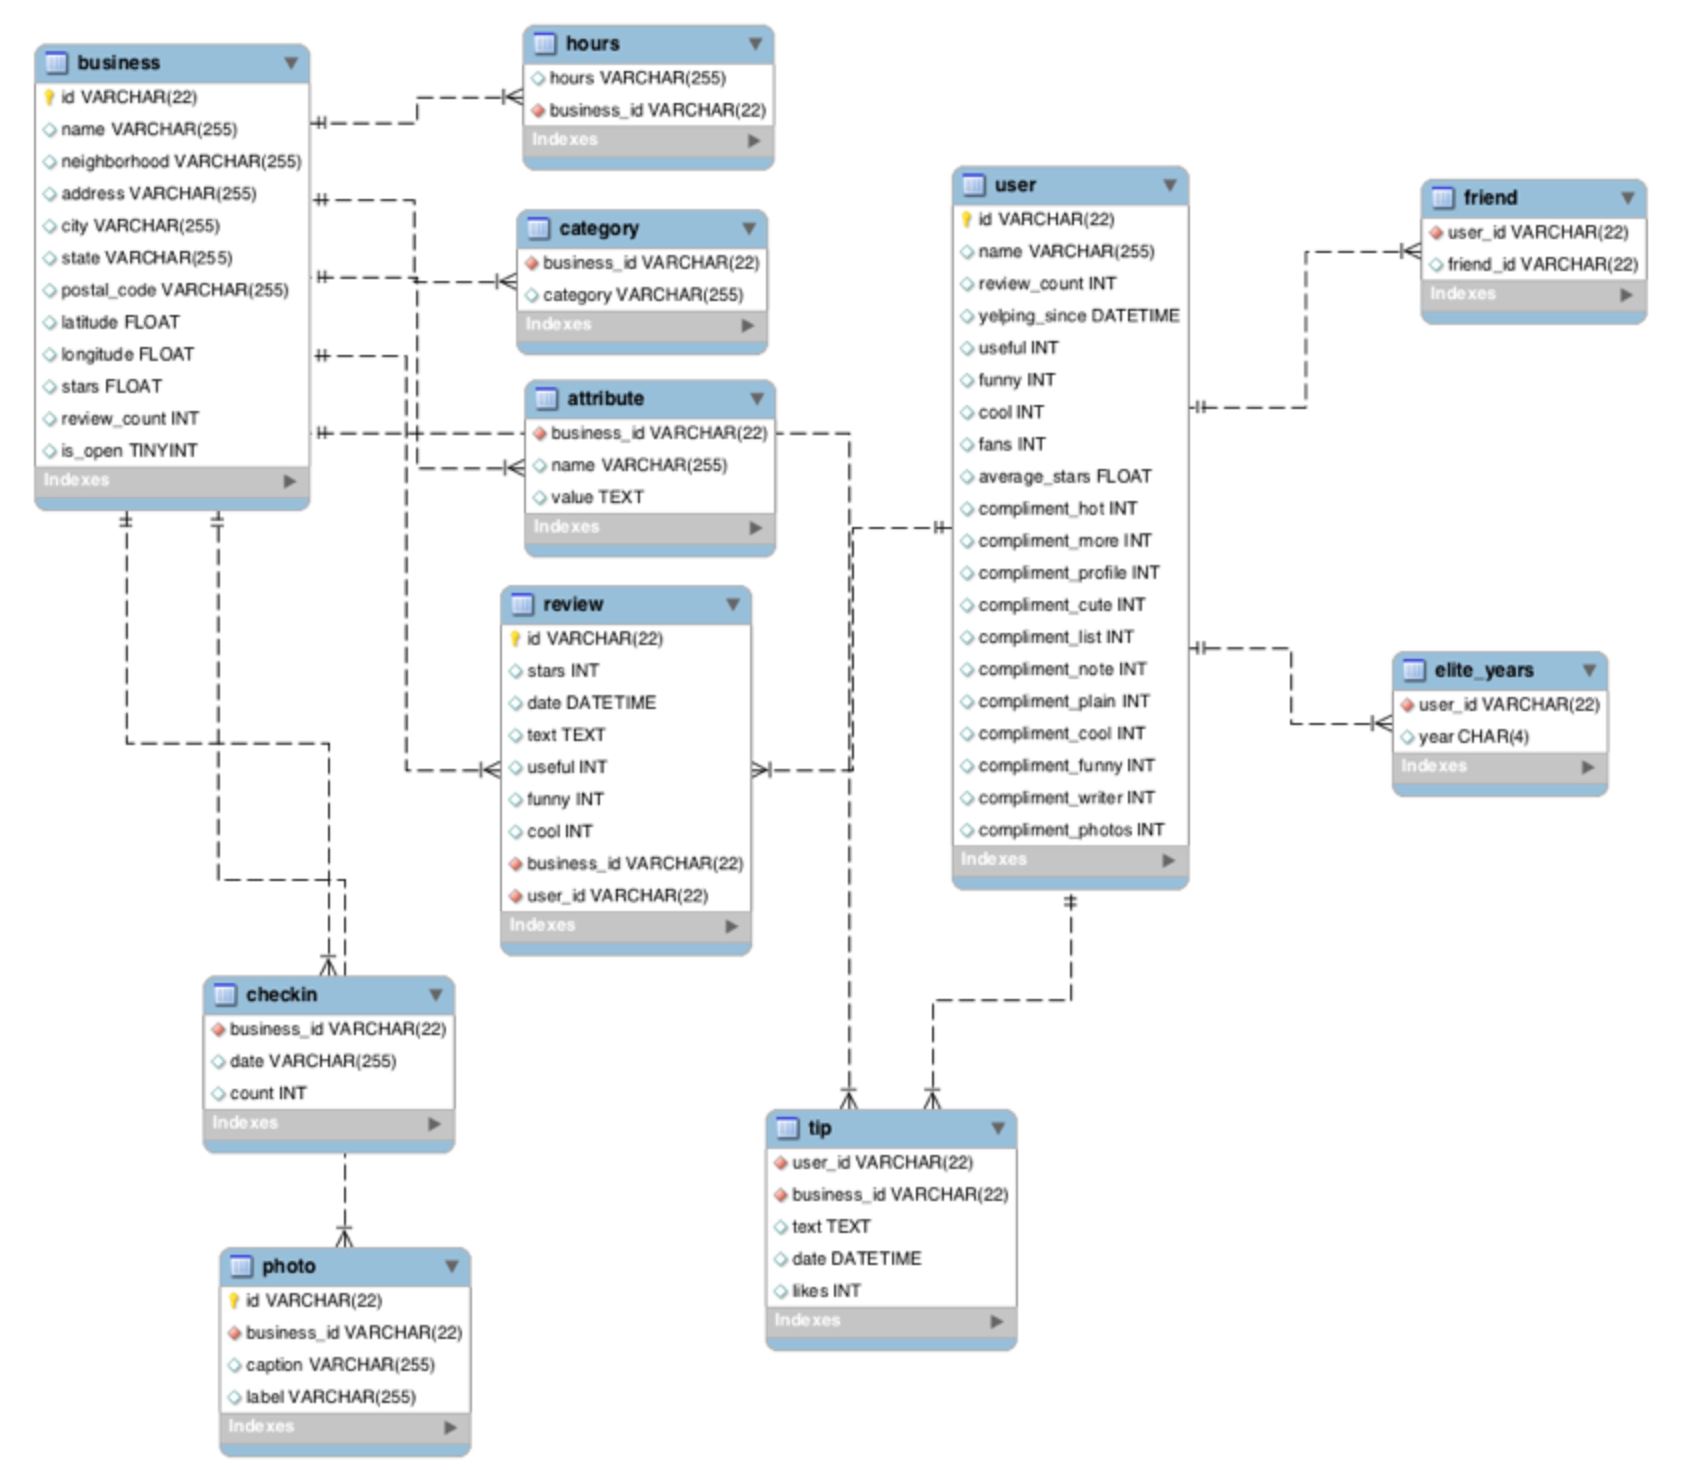 business
id VARCHAR(22)
name VARCHAR(255)
neighborhood VARCHAR(255)
address VARCHAR(255)
city VARCHAR(255)
state VARCHAR(255)
postal_code VARCHAR(255)
latitude FLOAT
longitude FLOAT
stars FLOAT
review_count INT
is_open TINYINT
Indexes
hours
hours VARCHAR(255)
business_id VARCHAR(22)
Indexes
category
business_id VARCHAR(22)
category VARCHAR(255)
Indexes
attribute
business_id VARCHAR(22)
name VARCHAR(255)
value TEXT
Indexes
review
id VARCHAR(22)
stars INT
date DATETIME
text TEXT
useful INT
funny INT
cool INT
business_id VARCHAR(22)
user_id VARCHAR(22)
Indexes
user
id VARCHAR(22)
name VARCHAR(255)
review_count INT
yelping_since DATETIME
useful INT
funny INT
cool INT
fans INT
average_stars FLOAT
compliment_hot INT
compliment_more INT
compliment_profile INT
compliment_cute INT
compliment_list INT
compliment_note INT
compliment_plain INT
compliment_cool INT
compliment_funny INT
compliment_writer INT
compliment_photos INT
Indexes
friend
user_id VARCHAR(22)
friend_id VARCHAR(22)
Indexes
elite_years
user_id VARCHAR(22)
year CHAR(4)
Indexes
checkin
business_id VARCHAR(22)
date VARCHAR(255)
count INT
Indexes
tip
user_id VARCHAR(22)
business_id VARCHAR(22)
text TEXT
date DATETIME
likes INT
Indexes
photo
id VARCHAR(22)
business_id VARCHAR(22)
caption VARCHAR(255)
label VARCHAR(255)
Indexes